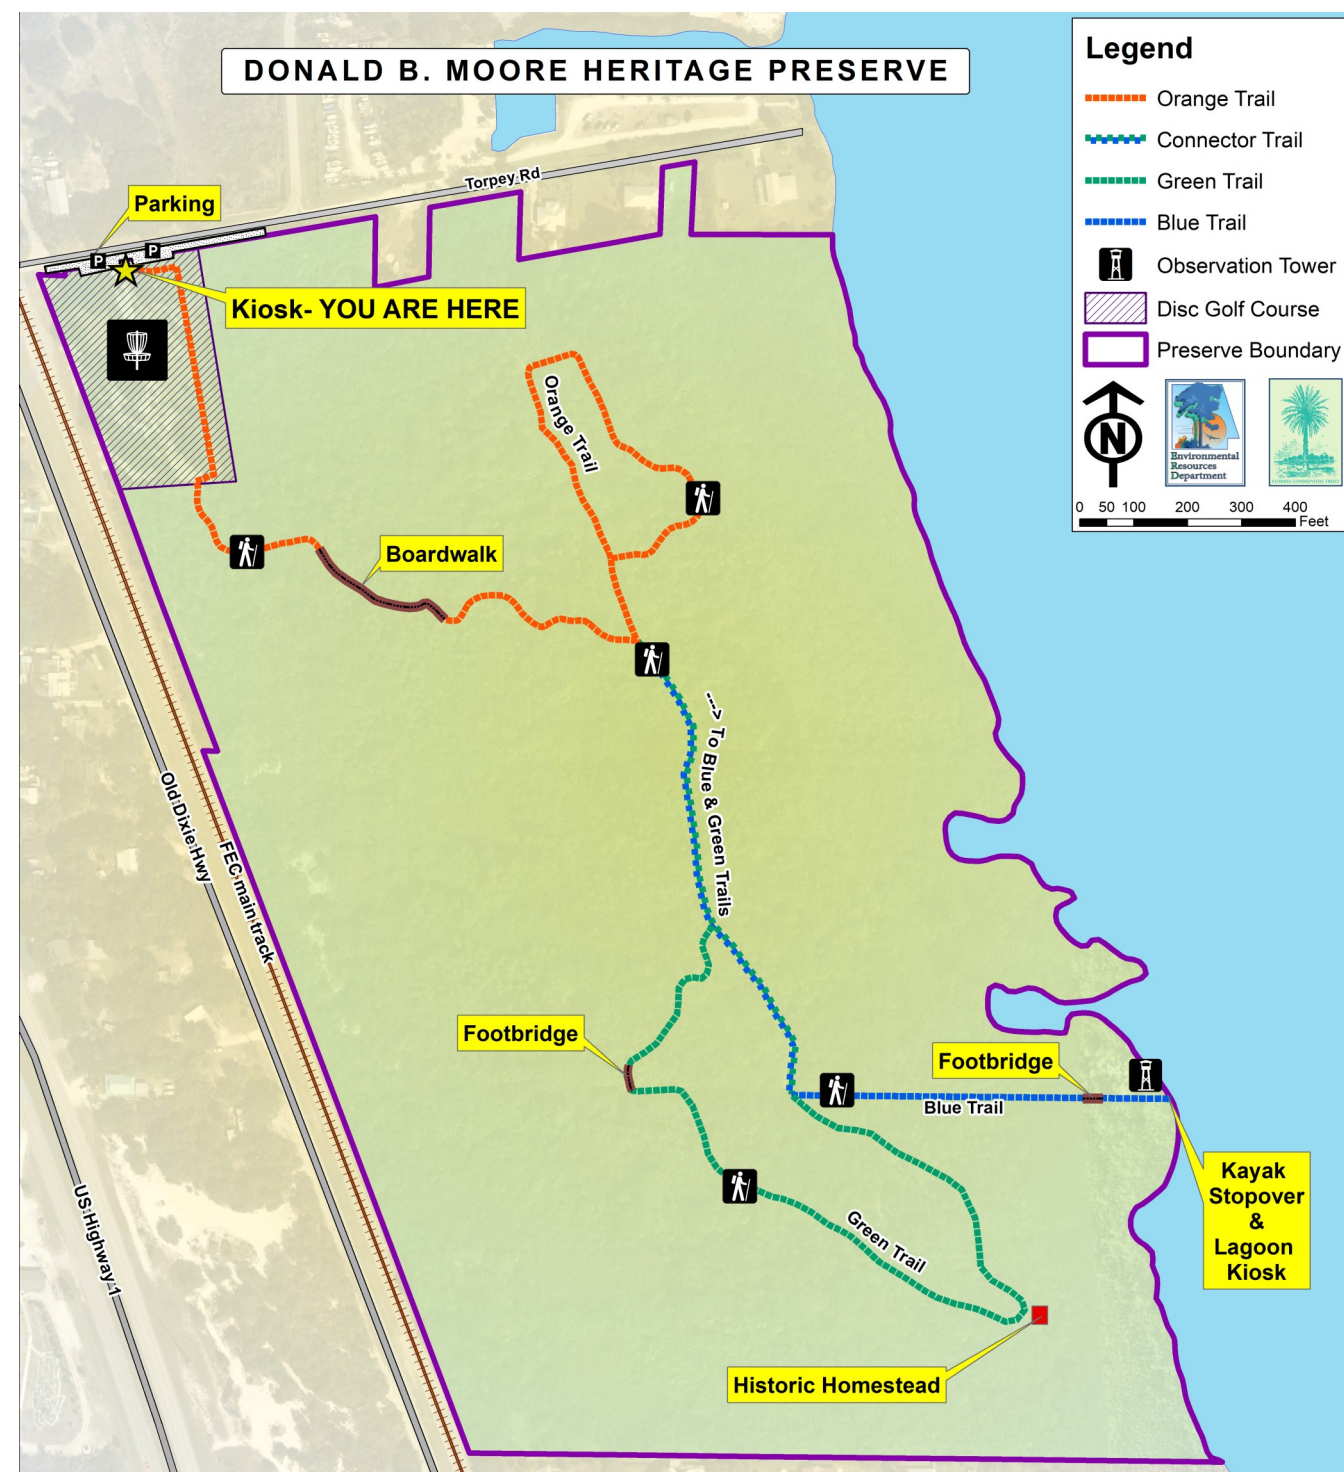 DONALD B. MOORE HERITAGE PRESERVE
Legend
Orange Trail
Connector Trail
Green Trail
Blue Trail
Observation Tower
Disc Golf Course
Preserve Boundary
N
Environmental
Resources
Department
FLORIDA COMMUNITIES TRUST
0 50 100 200 300 400
Feet
Torpey Rd
Parking
P
P
Kiosk- YOU ARE HERE
Orange Trail
Boardwalk
----> To Blue & Green Trails
Old Dixie Hwy
FEC main track
Footbridge
Footbridge
Blue Trail
Kayak
Stopover
&
Lagoon
Kiosk
US Highway 1
Green Trail
Historic Homestead